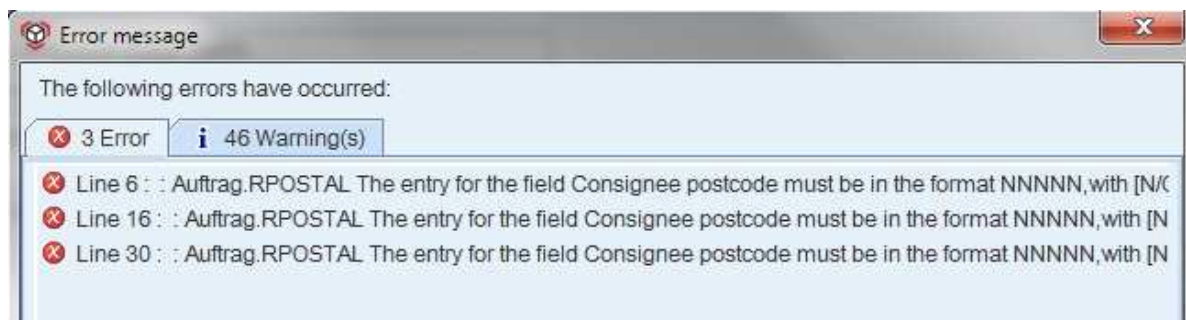 Error message
The following errors have occurred:
3 Error
i 46 Warning(s)
Line 6 : : Auftrag.RPOSTAL The entry for the field Consignee postcode must be in the format NNNNN,with [N/
Line 16 : : Auftrag.RPOSTAL The entry for the field Consignee postcode must be in the format NNNNN,with [N
Line 30 : : Auftrag.RPOSTAL The entry for the field Consignee postcode must be in the format NNNNN,with [N